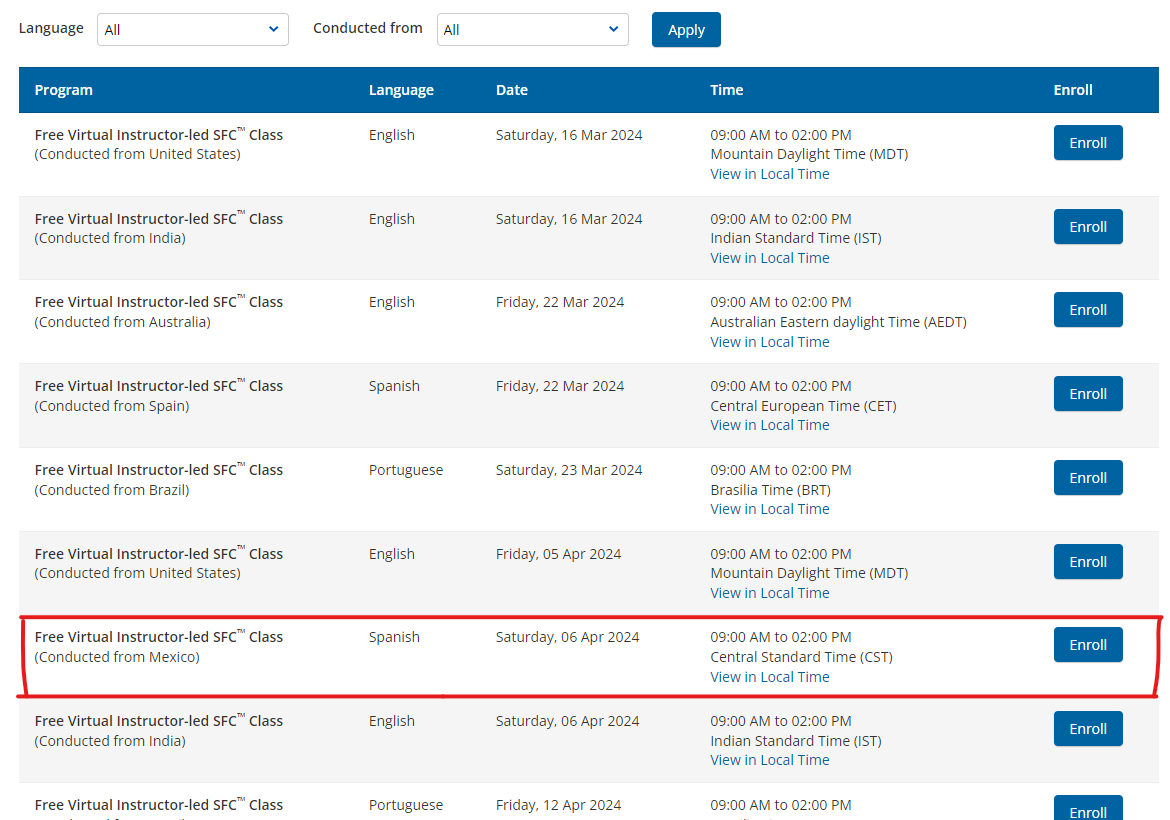 Language All Conducted from All Apply
Program Language Date Time Enroll
Free Virtual Instructor-led SFC™ Class English Saturday, 16 Mar 2024 09:00 AM to 02:00 PM Enroll
(Conducted from United States) Mountain Daylight Time (MDT)
View in Local Time
Free Virtual Instructor-led SFC™ Class English Saturday, 16 Mar 2024 09:00 AM to 02:00 PM Enroll
(Conducted from India) Indian Standard Time (IST)
View in Local Time
Free Virtual Instructor-led SFC™ Class English Friday, 22 Mar 2024 09:00 AM to 02:00 PM Enroll
(Conducted from Australia) Australian Eastern daylight Time (AEDT)
View in Local Time
Free Virtual Instructor-led SFC™ Class Spanish Friday, 22 Mar 2024 09:00 AM to 02:00 PM Enroll
(Conducted from Spain) Central European Time (CET)
View in Local Time
Free Virtual Instructor-led SFC™ Class Portuguese Saturday, 23 Mar 2024 09:00 AM to 02:00 PM Enroll
(Conducted from Brazil) Brasilia Time (BRT)
View in Local Time
Free Virtual Instructor-led SFC™ Class English Friday, 05 Apr 2024 09:00 AM to 02:00 PM Enroll
(Conducted from United States) Mountain Daylight Time (MDT)
View in Local Time
Free Virtual Instructor-led SFC™ Class Spanish Saturday, 06 Apr 2024 09:00 AM to 02:00 PM Enroll
(Conducted from Mexico) Central Standard Time (CST)
View in Local Time
Free Virtual Instructor-led SFC™ Class English Saturday, 06 Apr 2024 09:00 AM to 02:00 PM Enroll
(Conducted from India) Indian Standard Time (IST)
View in Local Time
Free Virtual Instructor-led SFC™ Class Portuguese Friday, 12 Apr 2024 09:00 AM to 02:00 PM Enroll